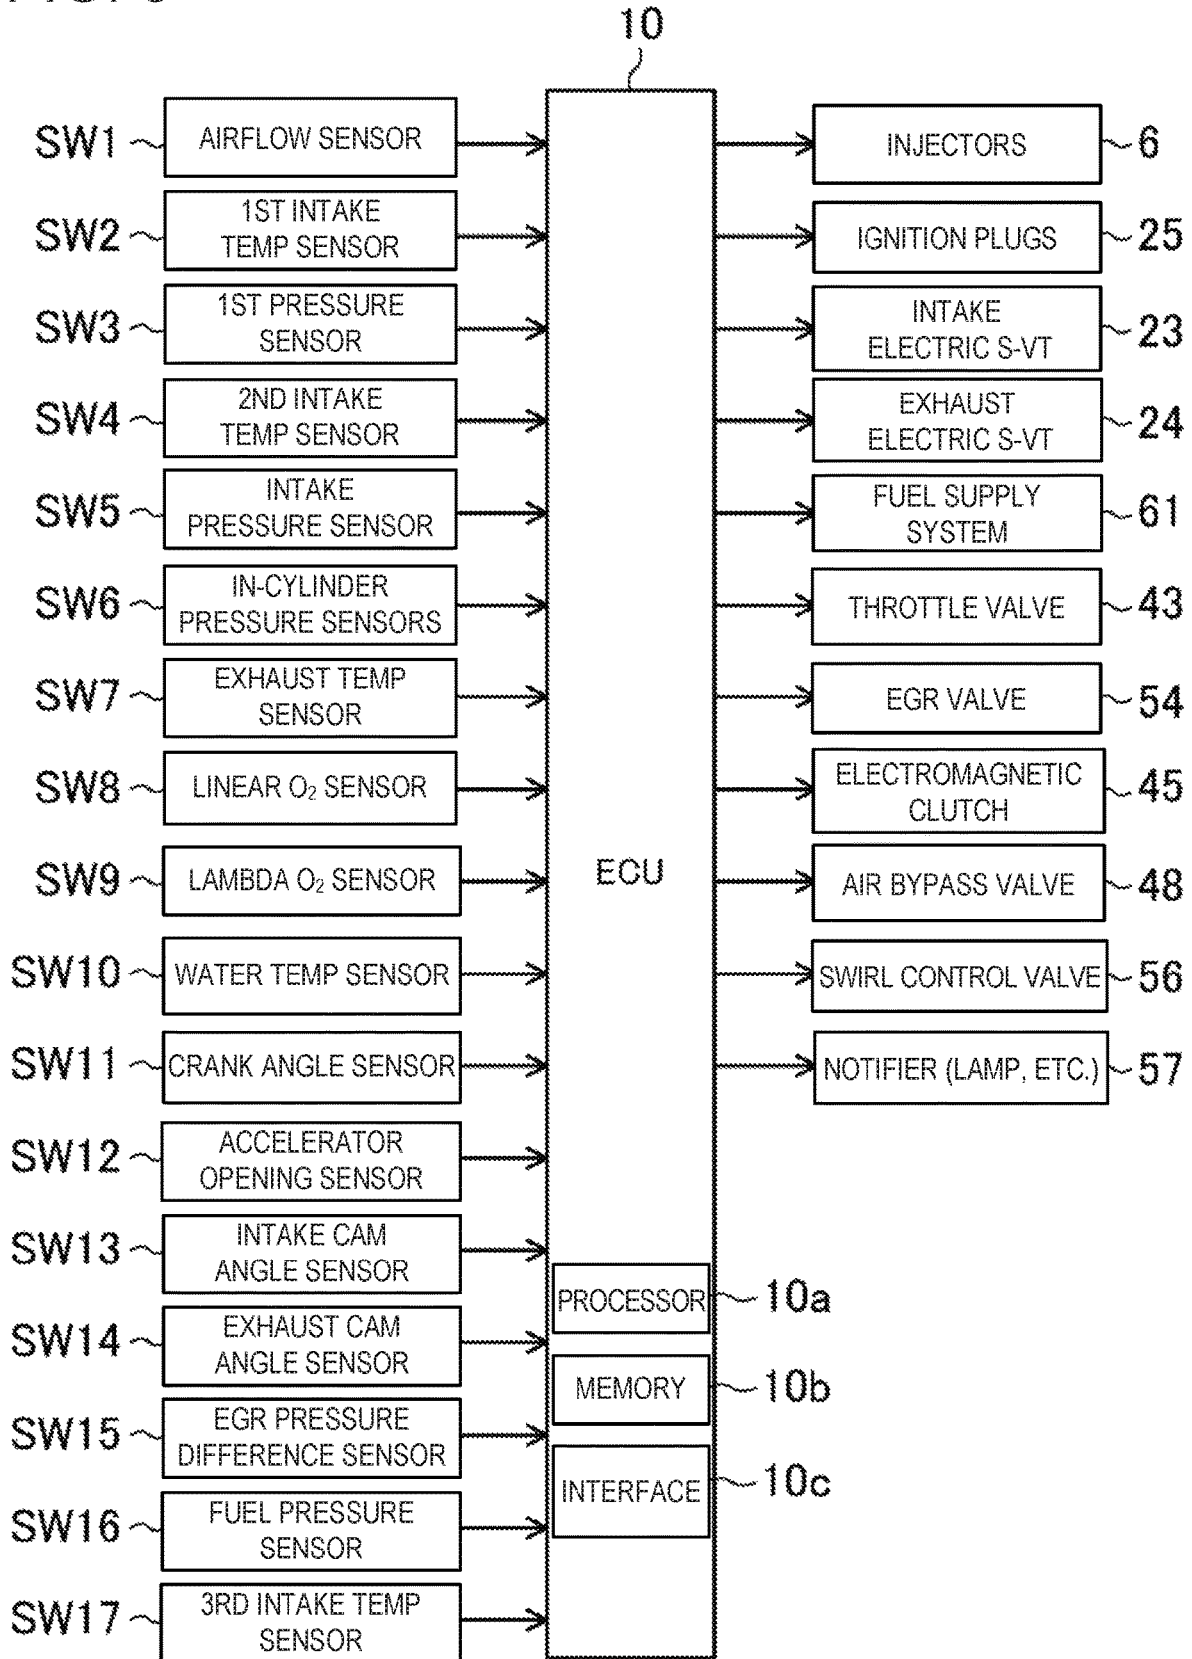 10
SW1
AIRFLOW SENSOR
SW2
1ST INTAKE
TEMP SENSOR
SW3
1ST PRESSURE
SENSOR
SW4
2ND INTAKE
TEMP SENSOR
SW5
INTAKE
PRESSURE SENSOR
SW6
IN-CYLINDER
PRESSURE SENSORS
SW7
EXHAUST TEMP
SENSOR
SW8
LINEAR O₂ SENSOR
SW9
LAMBDA O₂ SENSOR
SW10
WATER TEMP SENSOR
SW11
CRANK ANGLE SENSOR
SW12
ACCELERATOR
OPENING SENSOR
SW13
INTAKE CAM
ANGLE SENSOR
SW14
EXHAUST CAM
ANGLE SENSOR
SW15
EGR PRESSURE
DIFFERENCE SENSOR
SW16
FUEL PRESSURE
SENSOR
SW17
3RD INTAKE TEMP
SENSOR
ECU
PROCESSOR
10a
MEMORY
10b
INTERFACE
10c
INJECTORS
6
IGNITION PLUGS
25
INTAKE
ELECTRIC S-VT
23
EXHAUST
ELECTRIC S-VT
24
FUEL SUPPLY
SYSTEM
61
THROTTLE VALVE
43
EGR VALVE
54
ELECTROMAGNETIC
CLUTCH
45
AIR BYPASS VALVE
48
SWIRL CONTROL VALVE
56
NOTIFIER (LAMP, ETC.)
57